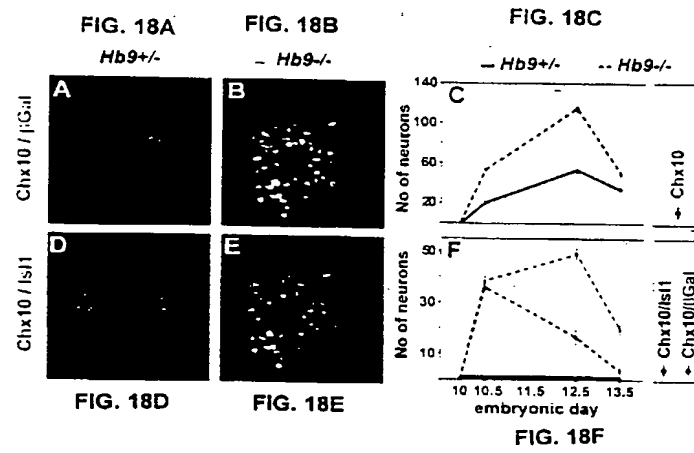 FIG. 18A
FIG. 18B
FIG. 18C
Hb9+/-
Hb9-/-
Hb9+/-
Hb9-/-
A
B
C
Chx10 / βGal
No of neurons
140
100
60
20
Chx10
D
E
F
Chx10 / Isl1
No of neurons
50
30
10
Chx10/Isl1
Chx10/βGal
10 10.5 11.5 12.5 13.5
embryonic day
FIG. 18D
FIG. 18E
FIG. 18F